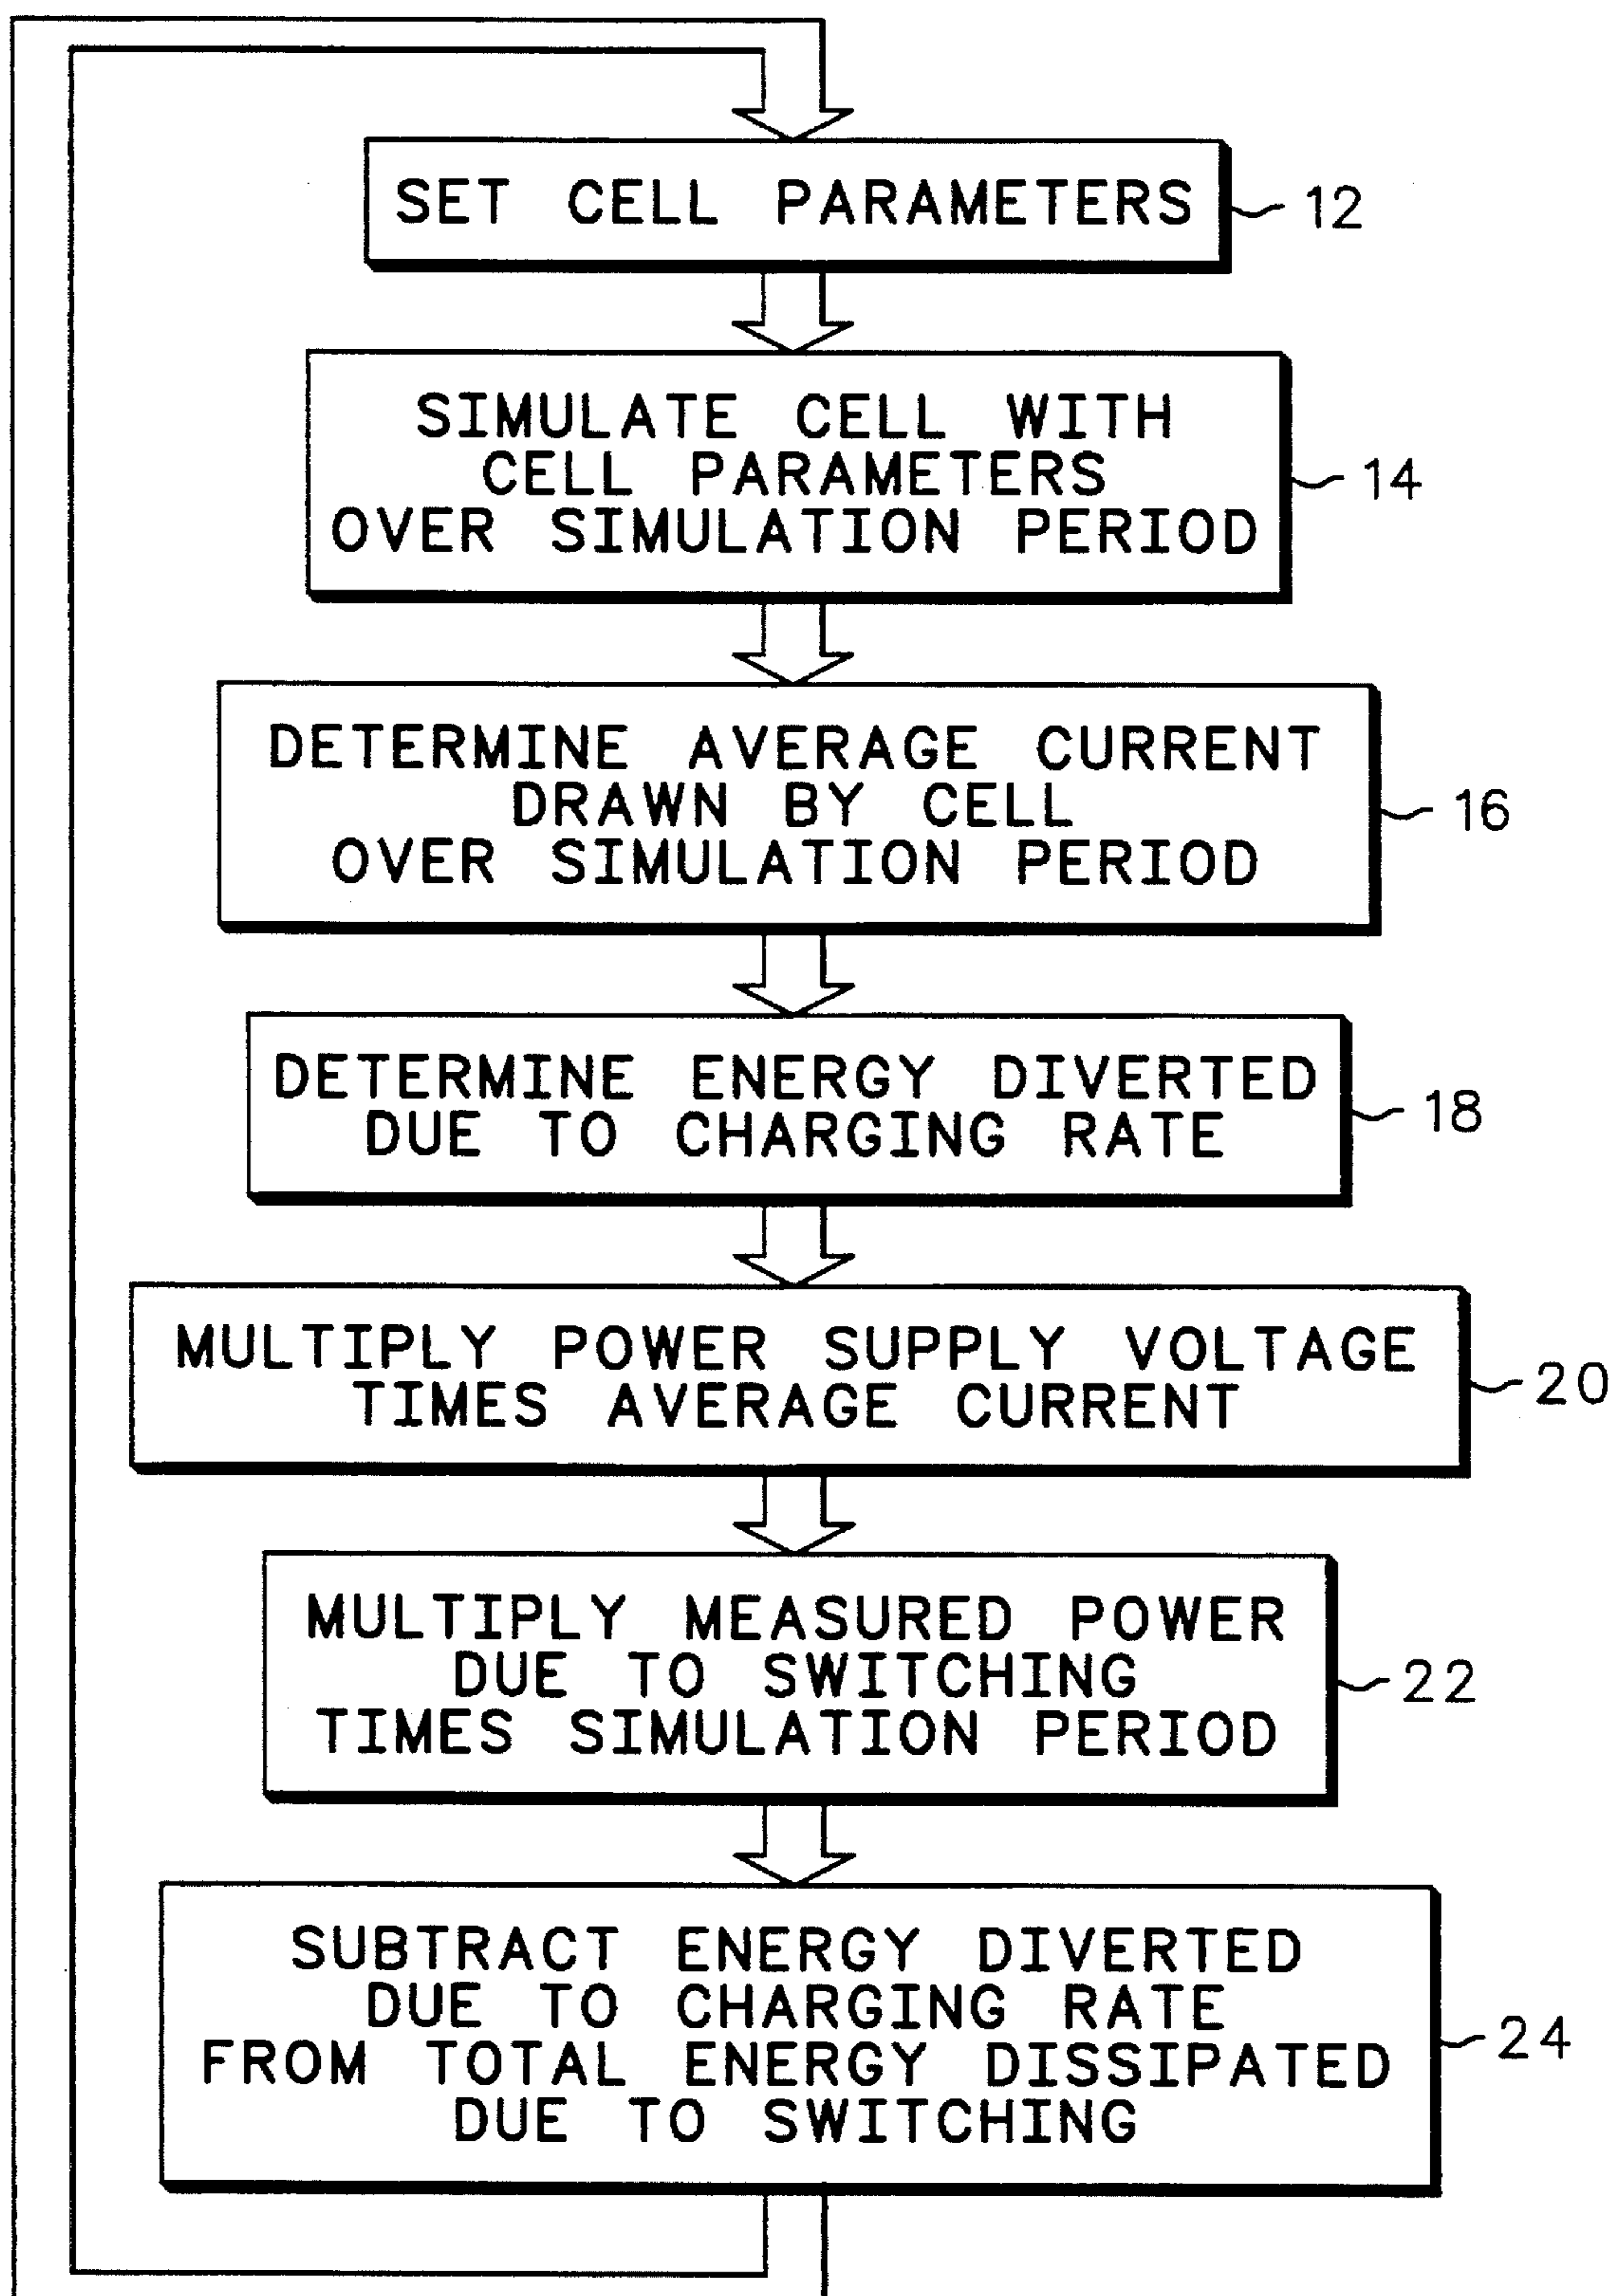 SET CELL PARAMETERS
12
SIMULATE CELL WITH
CELL PARAMETERS
OVER SIMULATION PERIOD
14
DETERMINE AVERAGE CURRENT
DRAWN BY CELL
OVER SIMULATION PERIOD
16
DETERMINE ENERGY DIVERTED
DUE TO CHARGING RATE
18
MULTIPLY POWER SUPPLY VOLTAGE
TIMES AVERAGE CURRENT
20
MULTIPLY MEASURED POWER
DUE TO SWITCHING
TIMES SIMULATION PERIOD
22
SUBTRACT ENERGY DIVERTED
DUE TO CHARGING RATE
FROM TOTAL ENERGY DISSIPATED
DUE TO SWITCHING
24